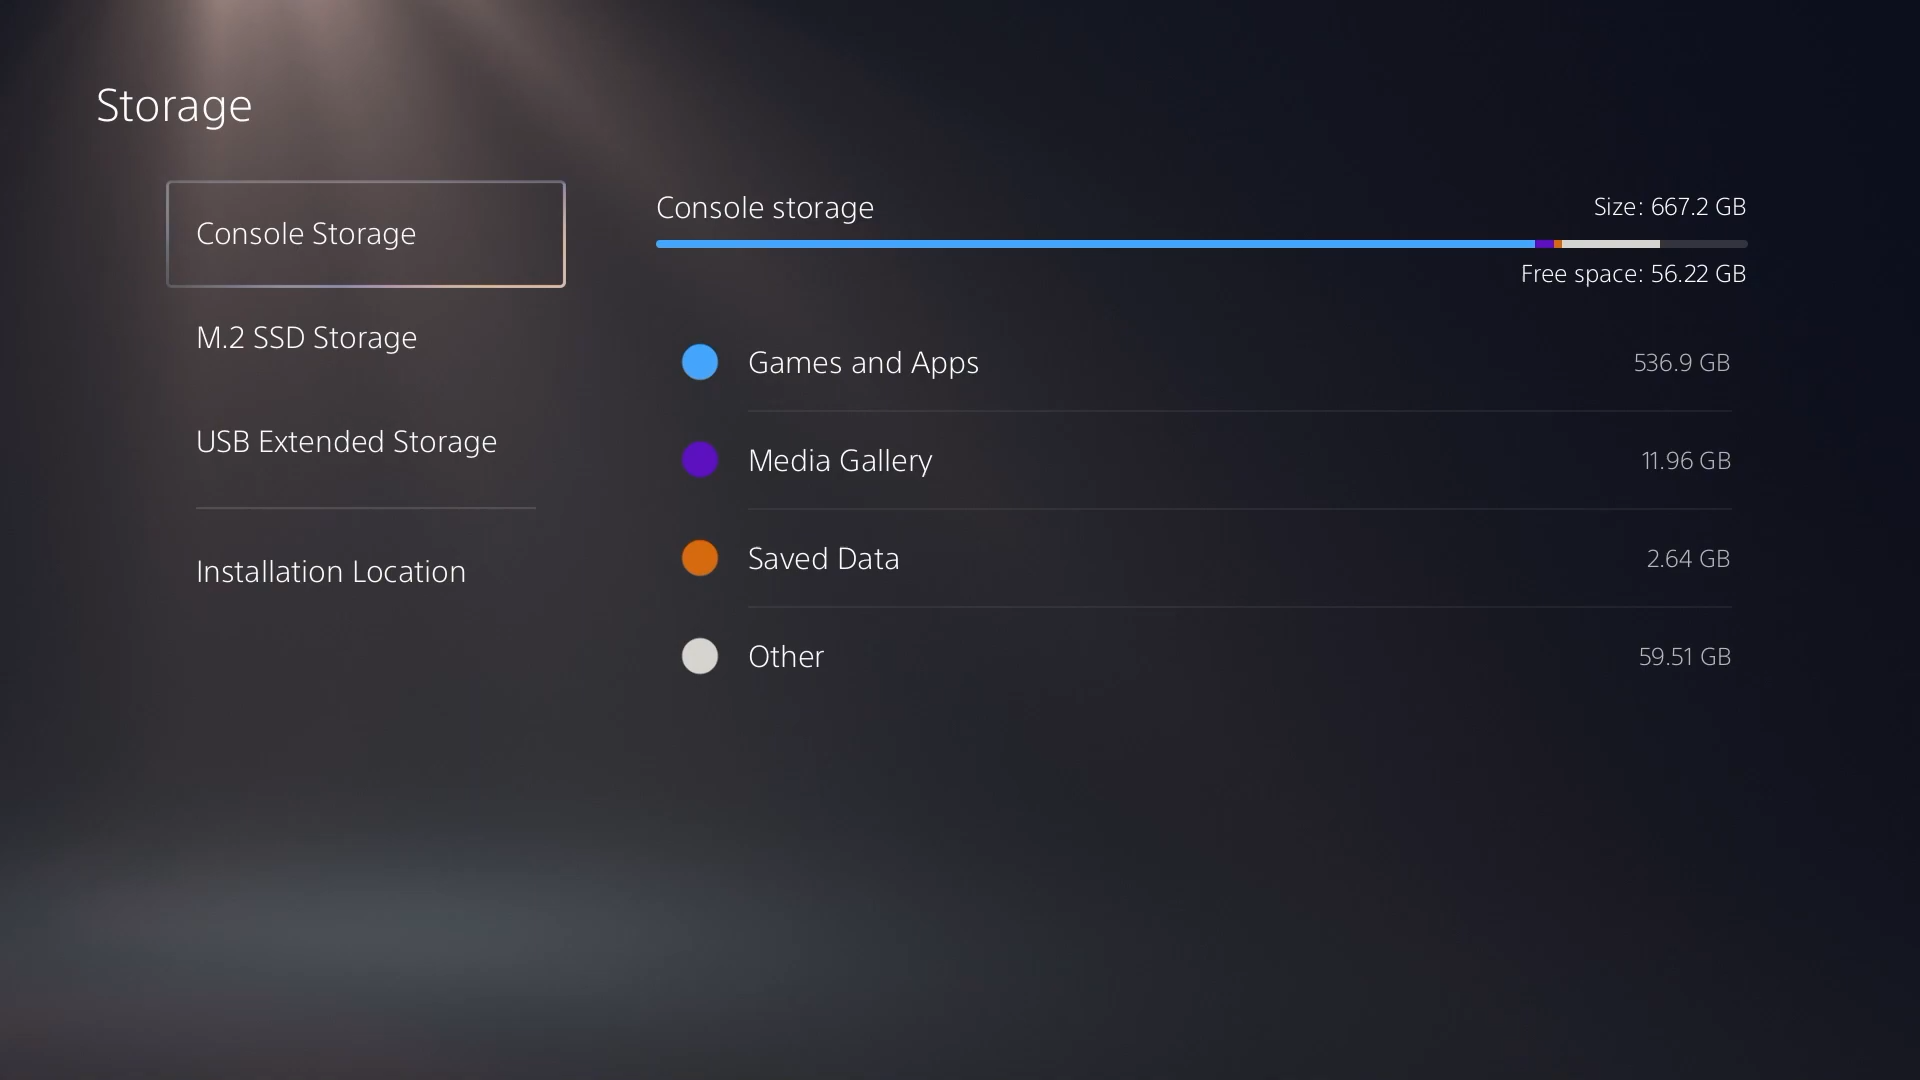 Storage
Console Storage
M.2 SSD Storage
USB Extended Storage
Installation Location
Console storage
Size: 667.2 GB
Free space: 56.22 GB
Games and Apps
536.9 GB
Media Gallery
11.96 GB
Saved Data
2.64 GB
Other
59.51 GB